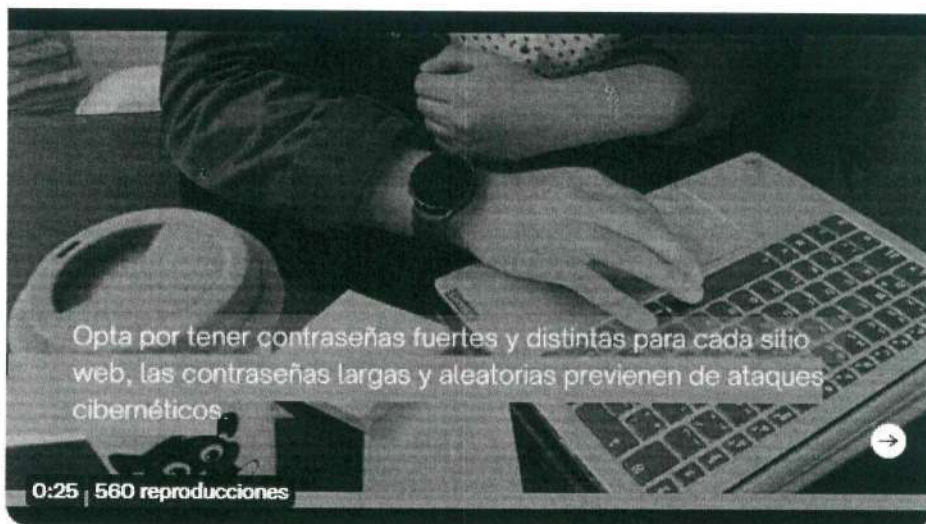 Opta por tener contraseñas fuertes y distintas para cada sitio
web, las contraseñas largas y aleatorias previenen de ataques
cibernéticos.
0:25 | 560 reproducciones